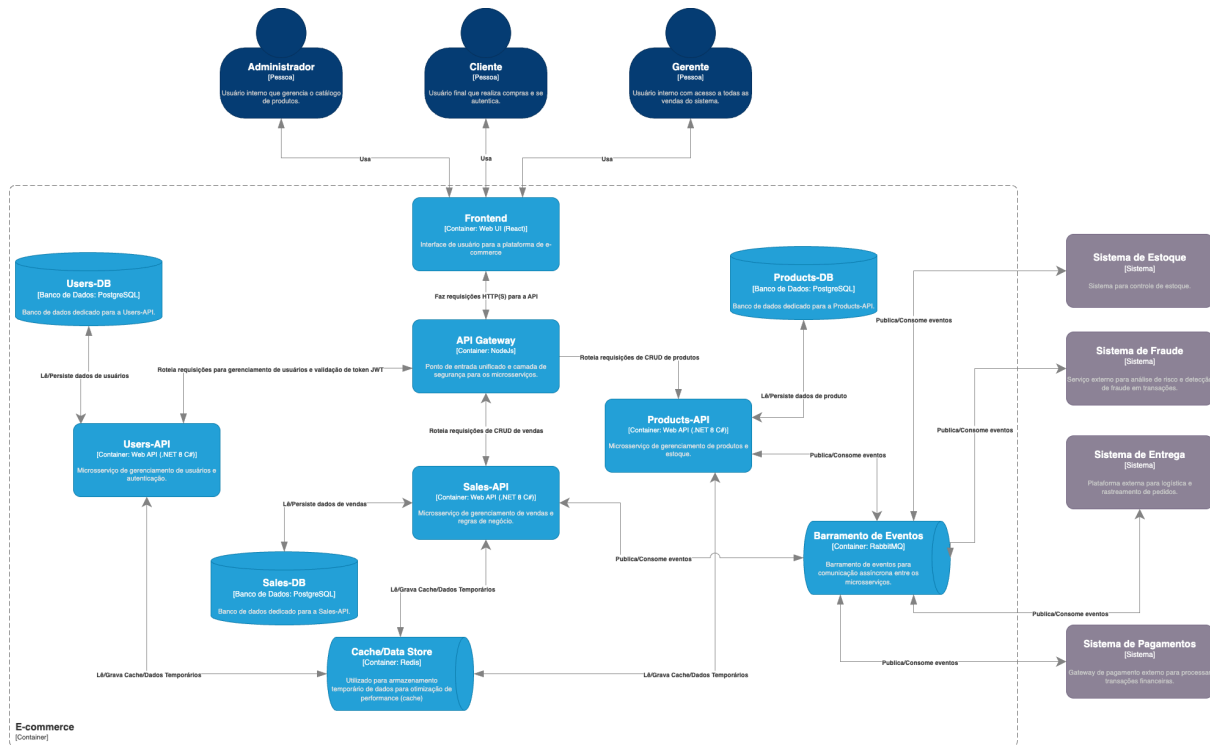 Administrador
[Pessoa]
Usuário interno que gerencia o catálogo
de produtos.
Cliente
[Pessoa]
Usuário final que realiza compras e se
autentica.
Gerente
[Pessoa]
Usuário interno com acesso a todas as
vendas do sistema.
Usa
Usa
Usa
Frontend
[Container: Web UI (React)]
Interface de usuário para a plataforma de e-
commerce
Users-DB
[Banco de Dados: PostgreSQL]
Banco de dados dedicado para a Users-API.
Products-DB
[Banco de Dados: PostgreSQL]
Banco de dados dedicado para a Products-API.
Sistema de Estoque
[Sistema]
Sistema para controle de estoque.
Faz requisições HTTP(S) para a API
Publica/Consome eventos
API Gateway
[Container: NodeJs]
Ponto de entrada unificado e camada de
segurança para os microserviços.
Sistema de Fraude
[Sistema]
Serviço externo para análise de risco e detecção
de fraude em transações.
Roteia requisições de CRUD de produtos
Roteia requisições para gerenciamento de usuários e validação de token JWT
Lê/Persiste dados de usuários
Lê/Persiste dados de produto
Products-API
[Container: Web API (.NET 8 C#)]
Microserviço de gerenciamento de produtos e
estoque.
Roteia requisições de CRUD de vendas
Publica/Consome eventos
Users-API
[Container: Web API (.NET 8 C#)]
Microserviço de gerenciamento de usuários e
autenticação.
Sistema de Entrega
[Sistema]
Plataforma externa para logística e
rastreamento de pedidos.
Publica/Consome eventos
Sales-API
[Container: Web API (.NET 8 C#)]
Microserviço de gerenciamento de vendas e
regras de negócio.
Lê/Persiste dados de vendas
Barramento de Eventos
[Container: RabbitMQ]
Barramento de eventos para
comunicação assíncrona entre os
microserviços.
Publica/Consome eventos
Sales-DB
[Banco de Dados: PostgreSQL]
Banco de dados dedicado para a Sales-API.
Lê/Grava Cache/Dados Temporários
Publica/Consome eventos
Cache/Data Store
[Container: Redis]
Utilizado para armazenamento
temporário de dados para otimização de
performance (cache)
Sistema de Pagamentos
[Sistema]
Gateway de pagamento externo para processar
transações financeiras.
Publica/Consome eventos
Lê/Grava Cache/Dados Temporários
Lê/Grava Cache/Dados Temporários
E-commerce
[Container]